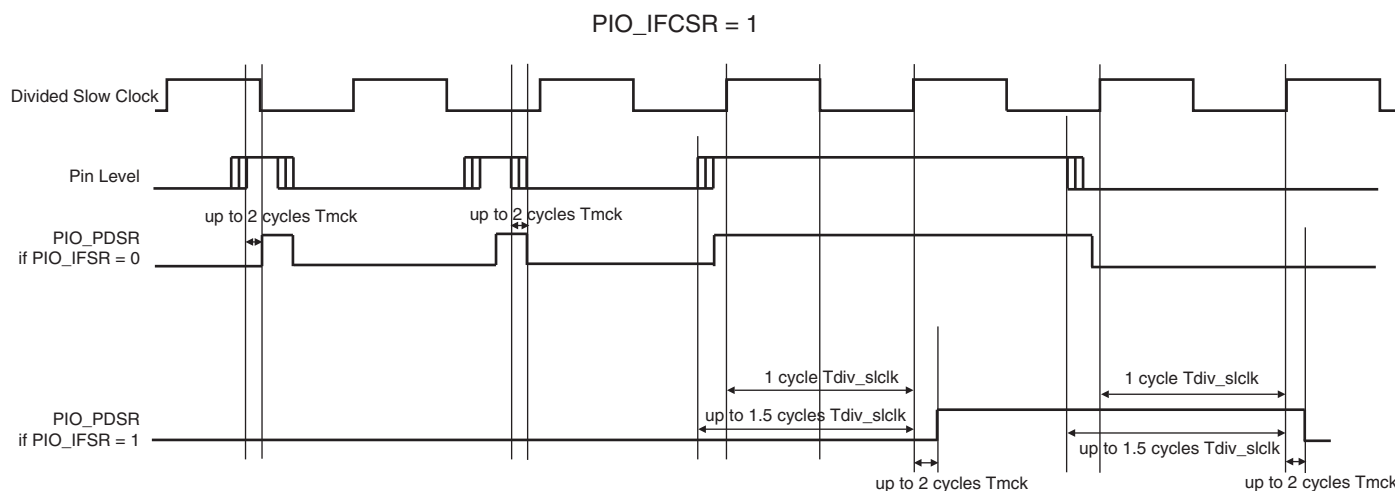 PIO_IFCSR = 1
Divided Slow Clock
Pin Level
up to 2 cycles Tmck
up to 2 cycles Tmck
PIO_PDSR
if PIO_IFSR = 0
1 cycle Tdiv_slclk
1 cycle Tdiv_slclk
PIO_PDSR
if PIO_IFSR = 1
up to 1.5 cycles Tdiv_slclk
up to 1.5 cycles Tdiv_slclk
up to 2 cycles Tmck
up to 2 cycles Tmck